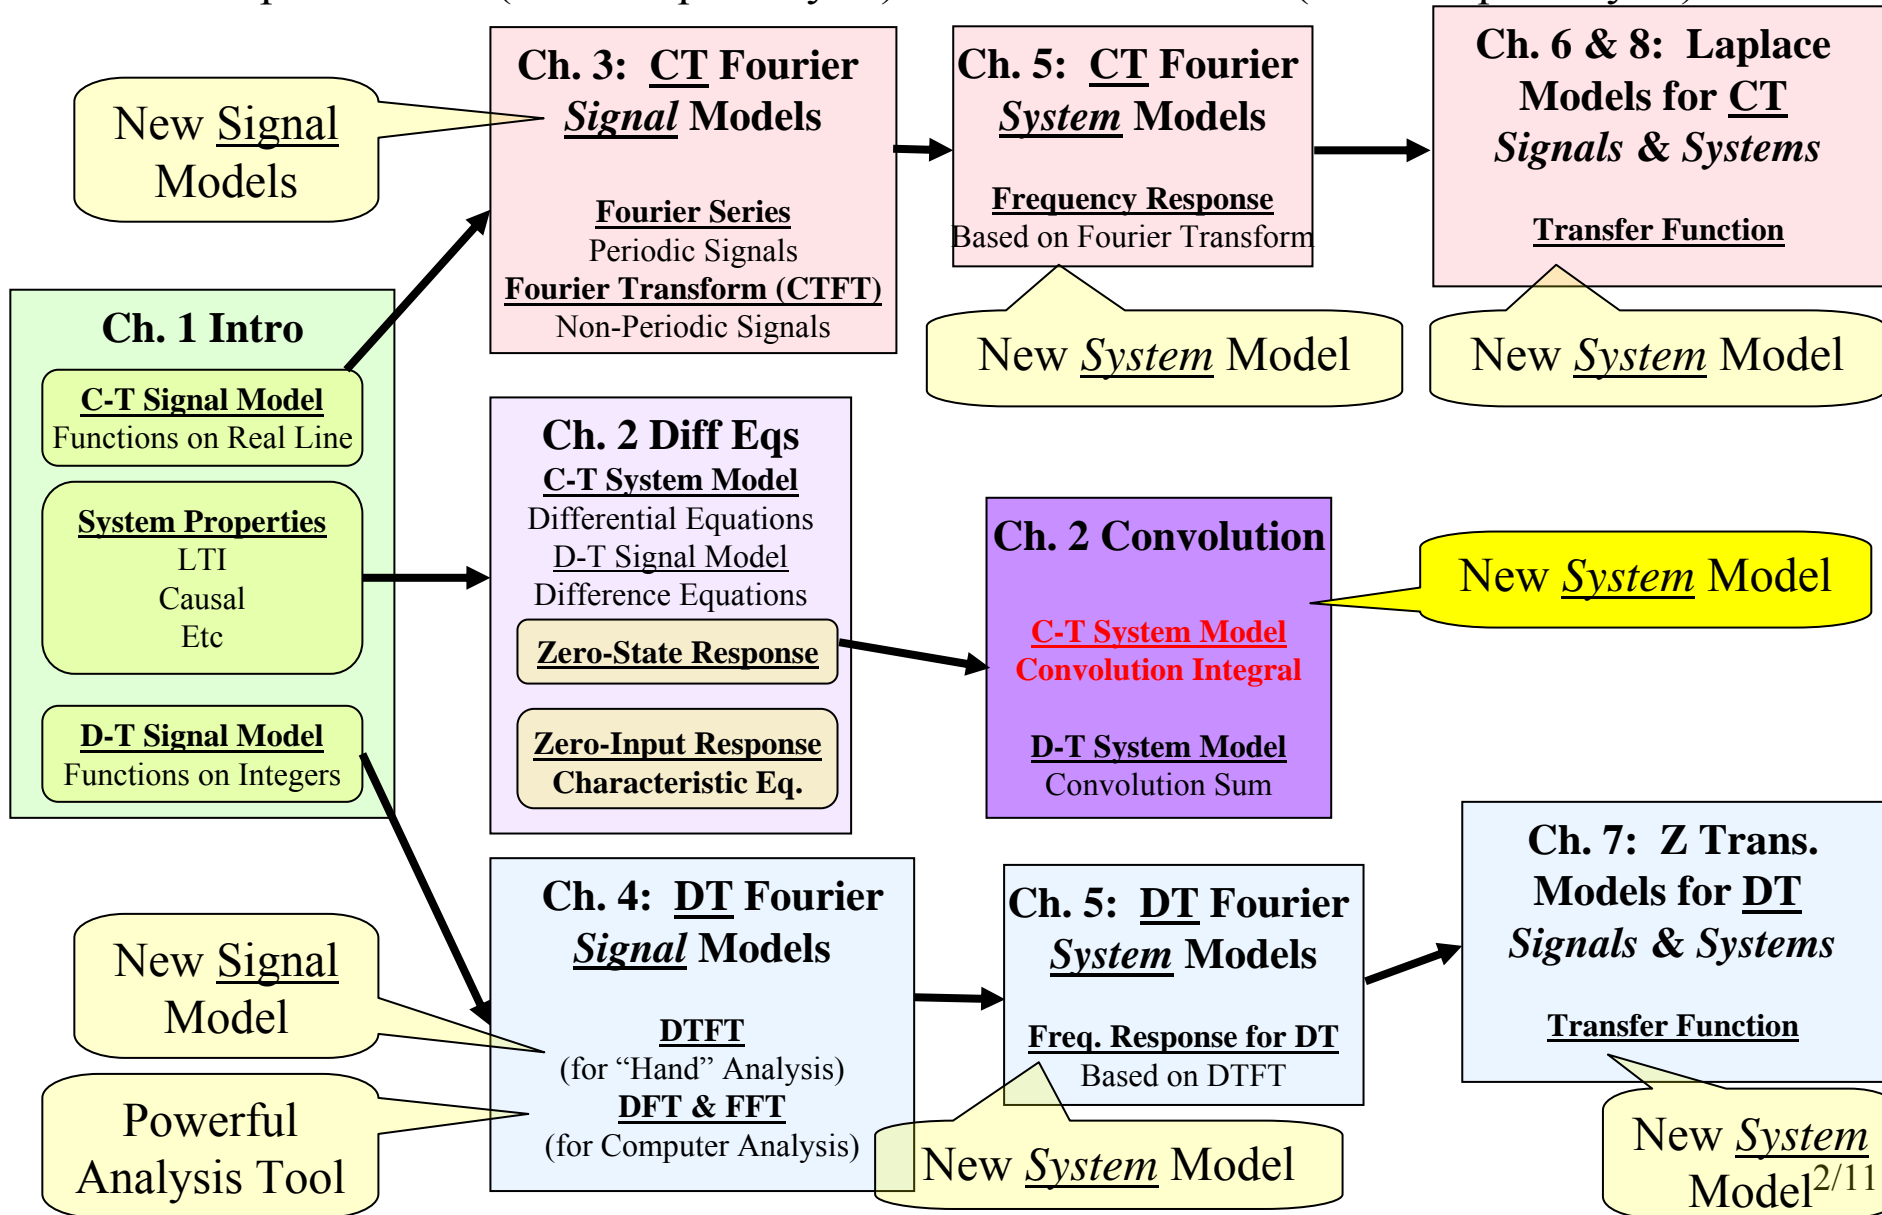 Ch. 3: CT Fourier
Signal Models
Fourier Series
Periodic Signals
Fourier Transform (CTFT)
Non-Periodic Signals
Ch. 5: CT Fourier
System Models
Frequency Response
Based on Fourier Transform
Ch. 6 & 8: Laplace
Models for CT
Signals & Systems
Transfer Function
New Signal
Models
New System Model
New System Model
Ch. 1 Intro
C-T Signal Model
Functions on Real Line
System Properties
LTI
Causal
Etc
D-T Signal Model
Functions on Integers
Ch. 2 Diff Eqs
C-T System Model
Differential Equations
D-T Signal Model
Difference Equations
Zero-State Response
Zero-Input Response
Characteristic Eq.
Ch. 2 Convolution
C-T System Model
Convolution Integral
D-T System Model
Convolution Sum
New System Model
Ch. 4: DT Fourier
Signal Models
DTFT
(for “Hand” Analysis)
DFT & FFT
(for Computer Analysis)
New Signal
Model
Powerful
Analysis Tool
Ch. 5: DT Fourier
System Models
Freq. Response for DT
Based on DTFT
New System Model
Ch. 7: Z Trans.
Models for DT
Signals & Systems
Transfer Function
New System
Model
2/11